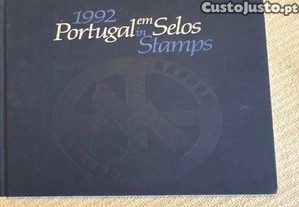 CustoJusto.pt
1992
Portugal em Selos
in Stamps